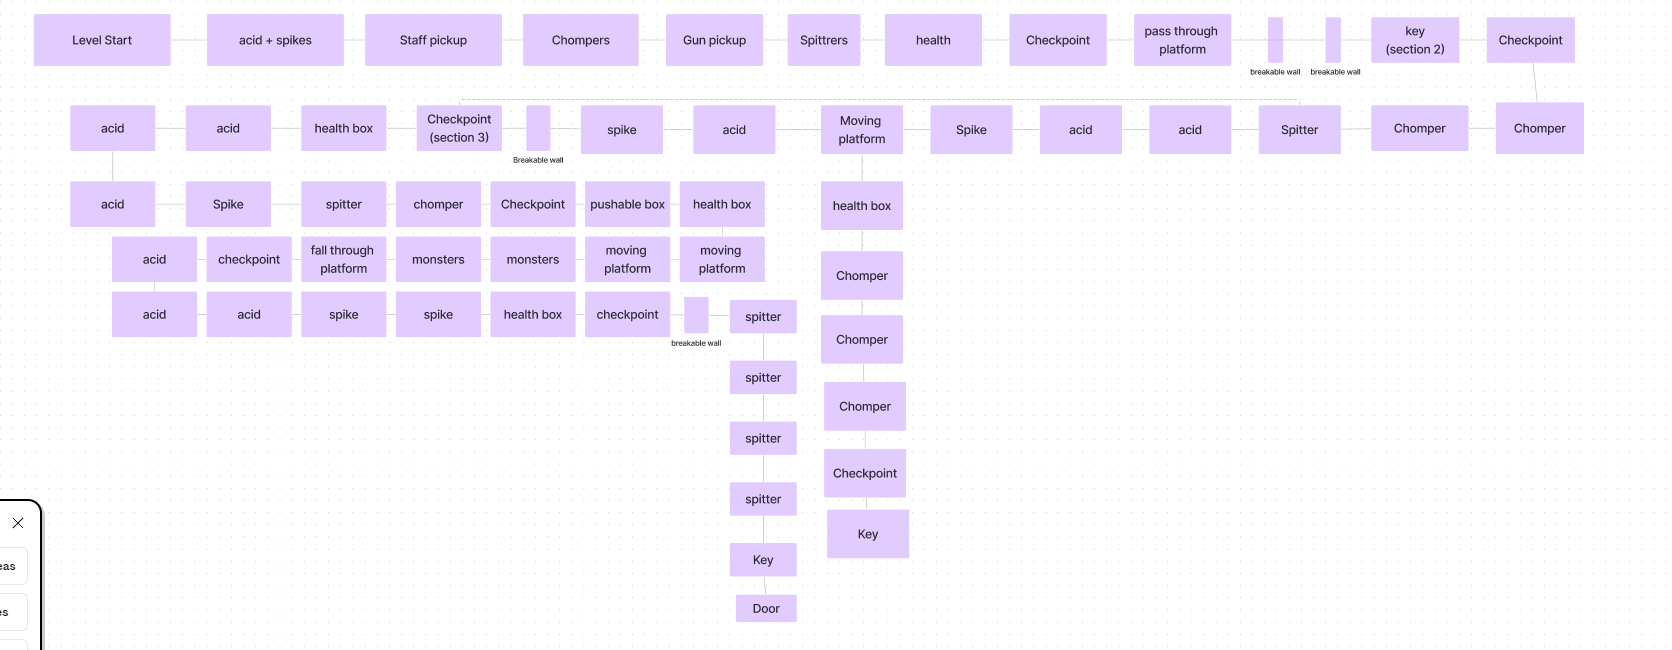 Level Start
acid + spikes
Staff pickup
Chompers
Gun pickup
Spittrers
health
Checkpoint
pass through
platform
breakable wall
breakable wall
key
(section 2)
Checkpoint
acid
acid
health box
Checkpoint
(section 3)
Breakable wall
spike
acid
Moving
platform
Spike
acid
acid
Spitter
Chomper
Chomper
acid
Spike
spitter
chomper
Checkpoint
pushable box
health box
health box
acid
checkpoint
fall through
platform
monsters
monsters
moving
platform
moving
platform
Chomper
acid
acid
spike
spike
health box
checkpoint
breakable wall
spitter
Chomper
spitter
Chomper
spitter
Checkpoint
spitter
Key
Key
Door
eas
es